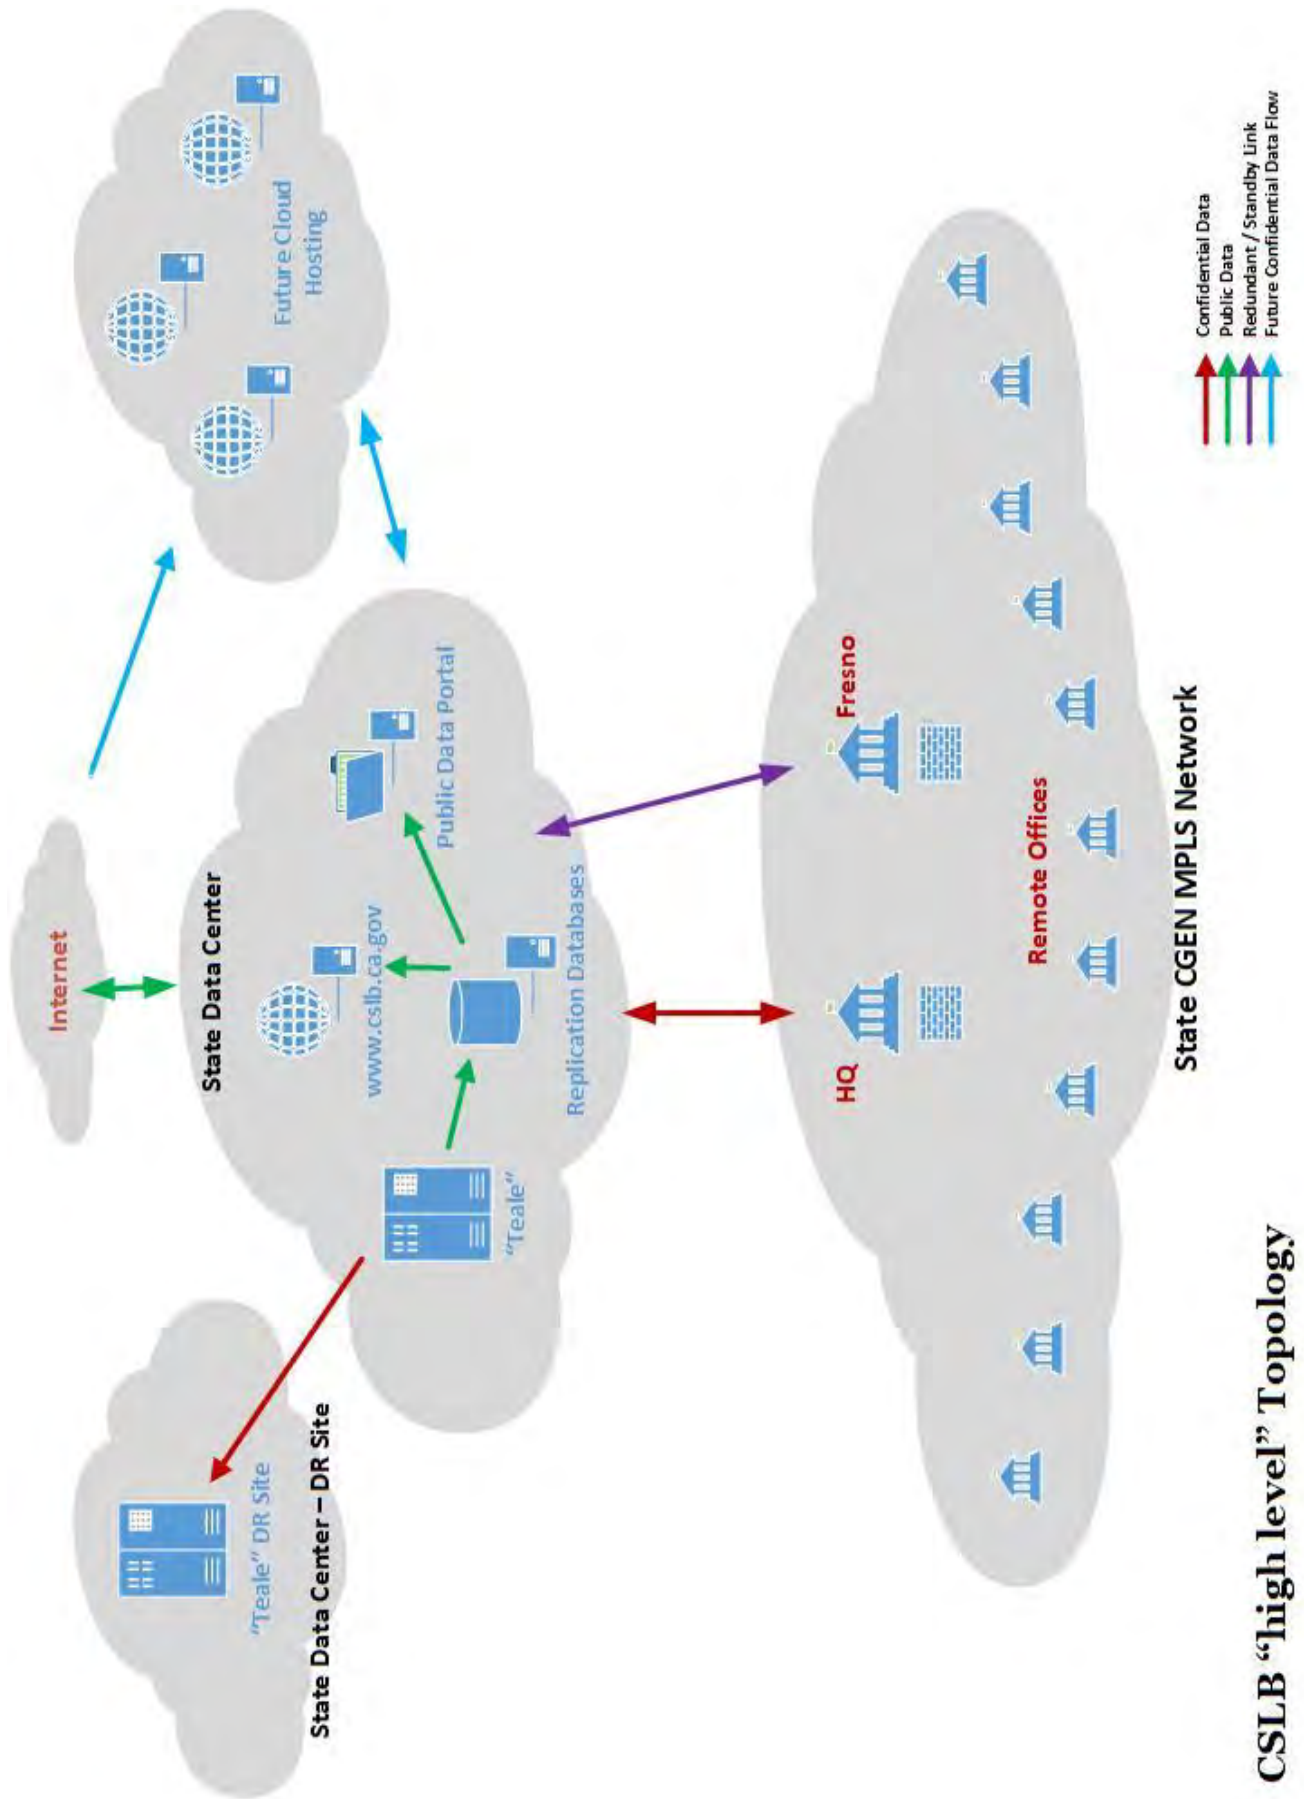 Internet
Future Cloud
Hosting
State Data Center
www.cslb.ca.gov
Public Data Portal
"Teale"
Replication Databases
"Teale" DR Site
State Data Center – DR Site
HQ
Fresno
Remote Offices
State CGEN MPLS Network
Confidential Data
Public Data
Redundant / Standby Link
Future Confidential Data Flow
CSLB “high level” Topology